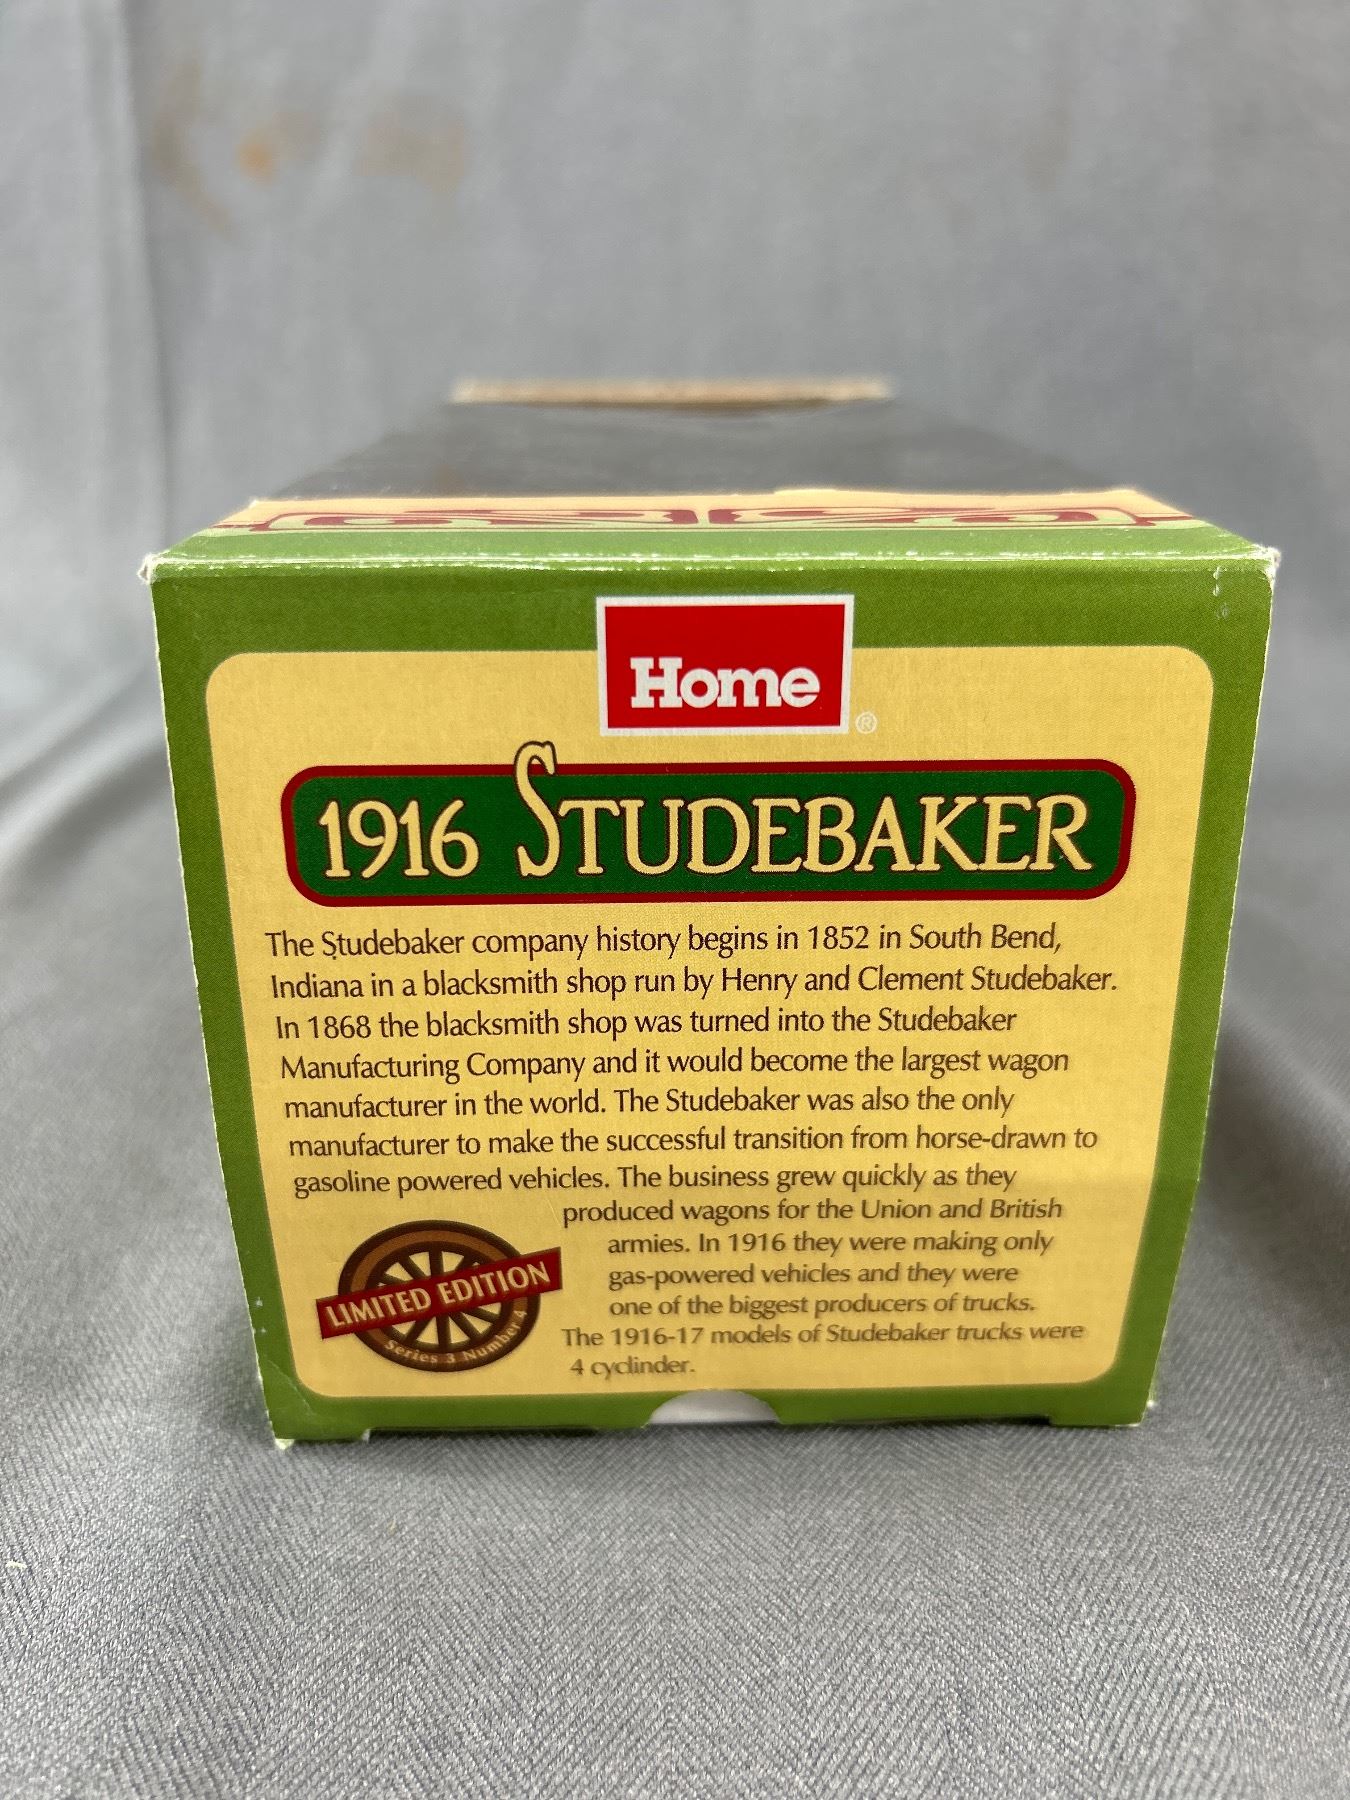 Home
®
1916 STUDEBAKER
The Studebaker company history begins in 1852 in South Bend,
Indiana in a blacksmith shop run by Henry and Clement Studebaker.
In 1868 the blacksmith shop was turned into the Studebaker
Manufacturing Company and it would become the largest wagon
manufacturer in the world. The Studebaker was also the only
manufacturer to make the successful transition from horse-drawn to
gasoline powered vehicles. The business grew quickly as they
produced wagons for the Union and British
armies. In 1916 they were making only
gas-powered vehicles and they were
one of the biggest producers of trucks.
The 1916-17 models of Studebaker trucks were
4 cyclinder.
LIMITED EDITION
Series 3 Number 4